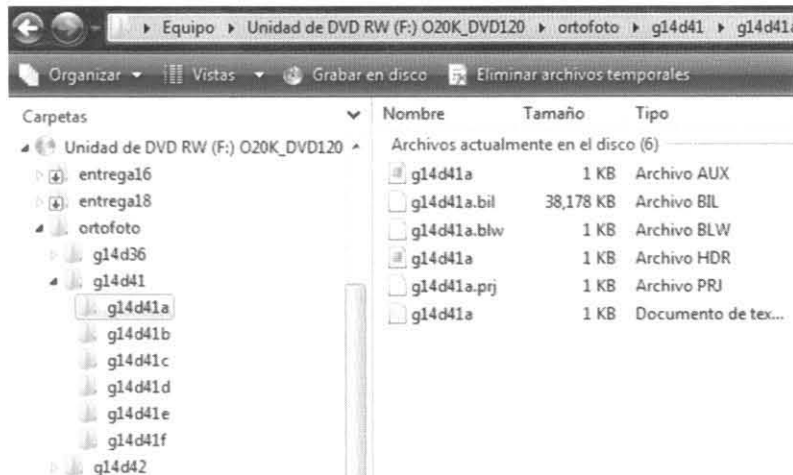 Equipo Unidad de DVD RW (F:) O20K_DVD120 ortofoto g14d41 g14d41a
Organizar Vistas Grabar en disco Eliminar archivos temporales
Carpetas
Unidad de DVD RW (F:) O20K_DVD120
entrega16
entrega18
ortofoto
g14d36
g14d41
g14d41a
g14d41b
g14d41c
g14d41d
g14d41e
g14d41f
g14d42
Nombre Tamaño Tipo
Archivos actualmente en el disco (6)
g14d41a 1 KB Archivo AUX
g14d41a.bil 38,178 KB Archivo BIL
g14d41a.blw 1 KB Archivo BLW
g14d41a 1 KB Archivo HDR
g14d41a.prj 1 KB Archivo PRJ
g14d41a 1 KB Documento de tex...